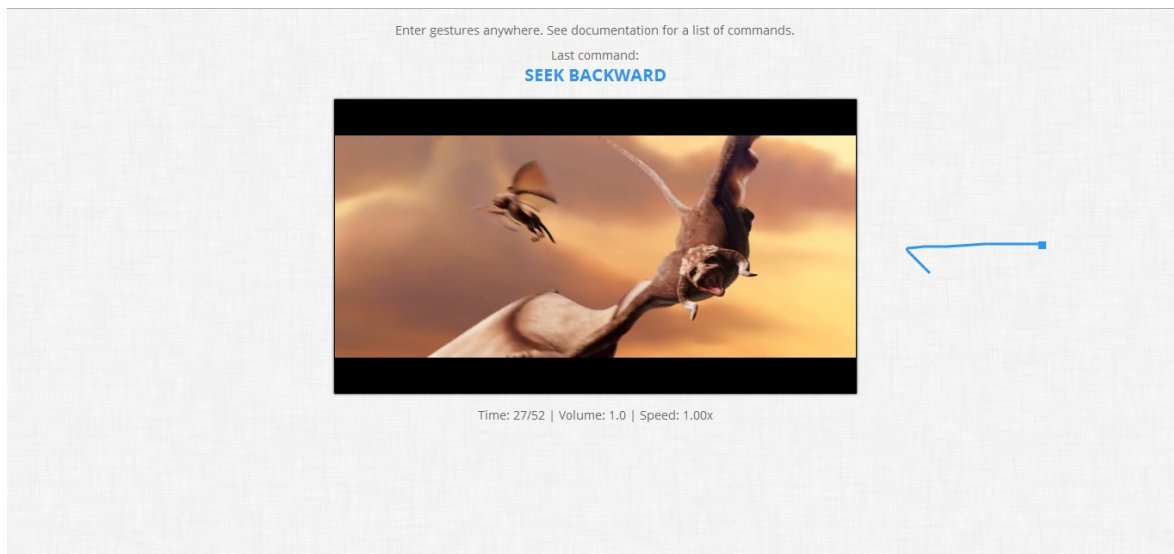 Enter gestures anywhere. See documentation for a list of commands.
Last command:
SEEK BACKWARD
Time: 27/52 | Volume: 1.0 | Speed: 1.00x